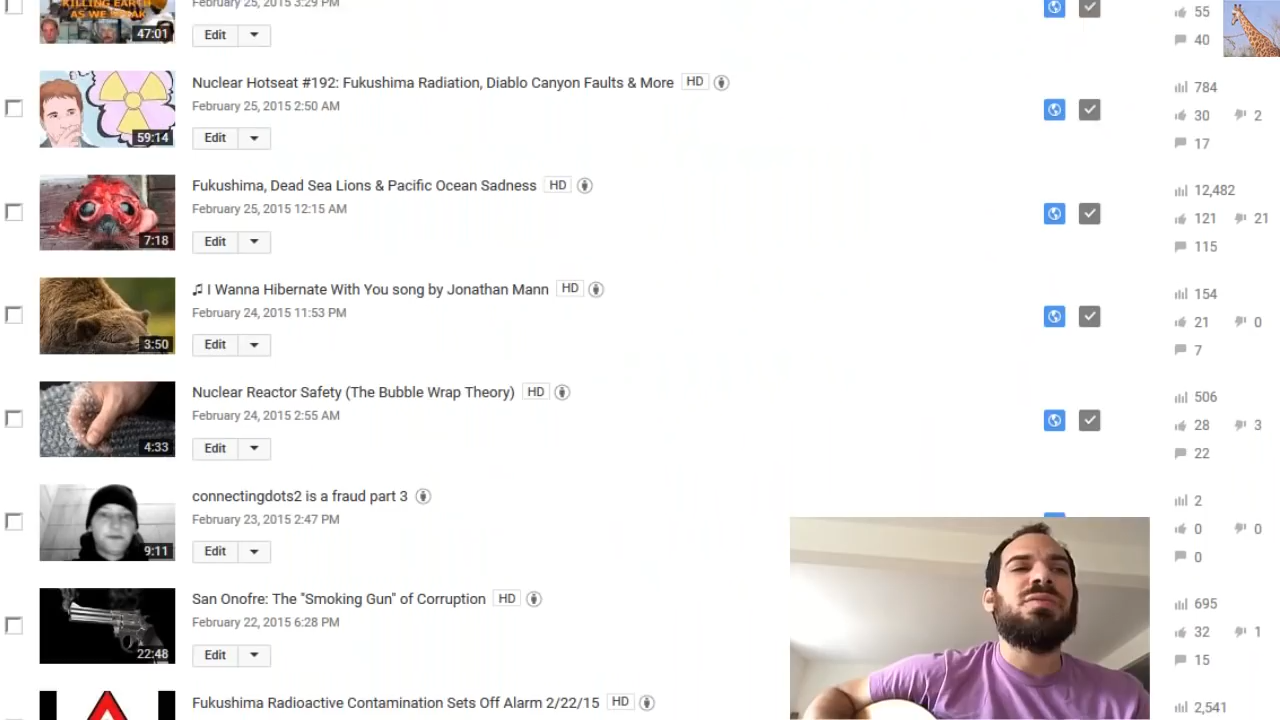 KILLING EARTH
AS WE SPEAK
47:01
February 25, 2015 3:29 PM
Edit
55
40
Nuclear Hotseat #192: Fukushima Radiation, Diablo Canyon Faults & More HD
February 25, 2015 2:50 AM
Edit
59:14
784
30 2
17
Fukushima, Dead Sea Lions & Pacific Ocean Sadness HD
February 25, 2015 12:15 AM
Edit
7:18
12,482
121 21
115
♫ I Wanna Hibernate With You song by Jonathan Mann HD
February 24, 2015 11:53 PM
Edit
3:50
154
21 0
7
Nuclear Reactor Safety (The Bubble Wrap Theory) HD
February 24, 2015 2:55 AM
Edit
4:33
506
28 3
22
connectingdots2 is a fraud part 3
February 23, 2015 2:47 PM
Edit
9:11
2
0 0
0
San Onofre: The "Smoking Gun" of Corruption HD
February 22, 2015 6:28 PM
Edit
22:48
695
32 1
15
Fukushima Radioactive Contamination Sets Off Alarm 2/22/15 HD
2,541